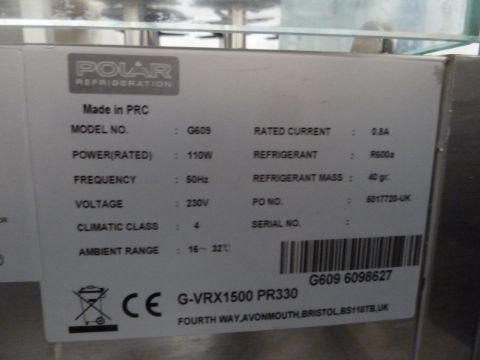 POLAR
REFRIGERATION
Made in PRC
MODEL NO. : G609 RATED CURRENT : 0.8A
POWER(RATED) : 110W REFRIGERANT : R600a
FREQUENCY : 50Hz REFRIGERANT MASS : 40 gr.
VOLTAGE : 230V PO NO. : 5017720-UK
CLIMATIC CLASS : 4 SERIAL NO. :
AMBIENT RANGE : 16~ 32℃
G609 6098627
CE G-VRX1500 PR330
FOURTH WAY,AVONMOUTH,BRISTOL,BS118TB,UK